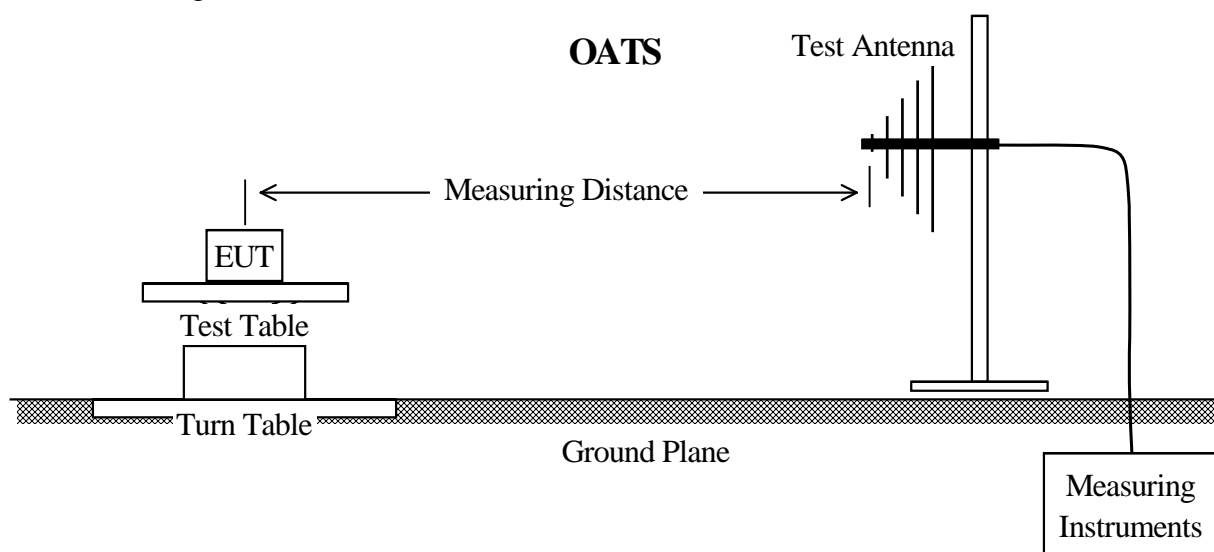 OATS
Test Antenna
Measuring Distance
EUT
Test Table
Turn Table
Ground Plane
Measuring
Instruments